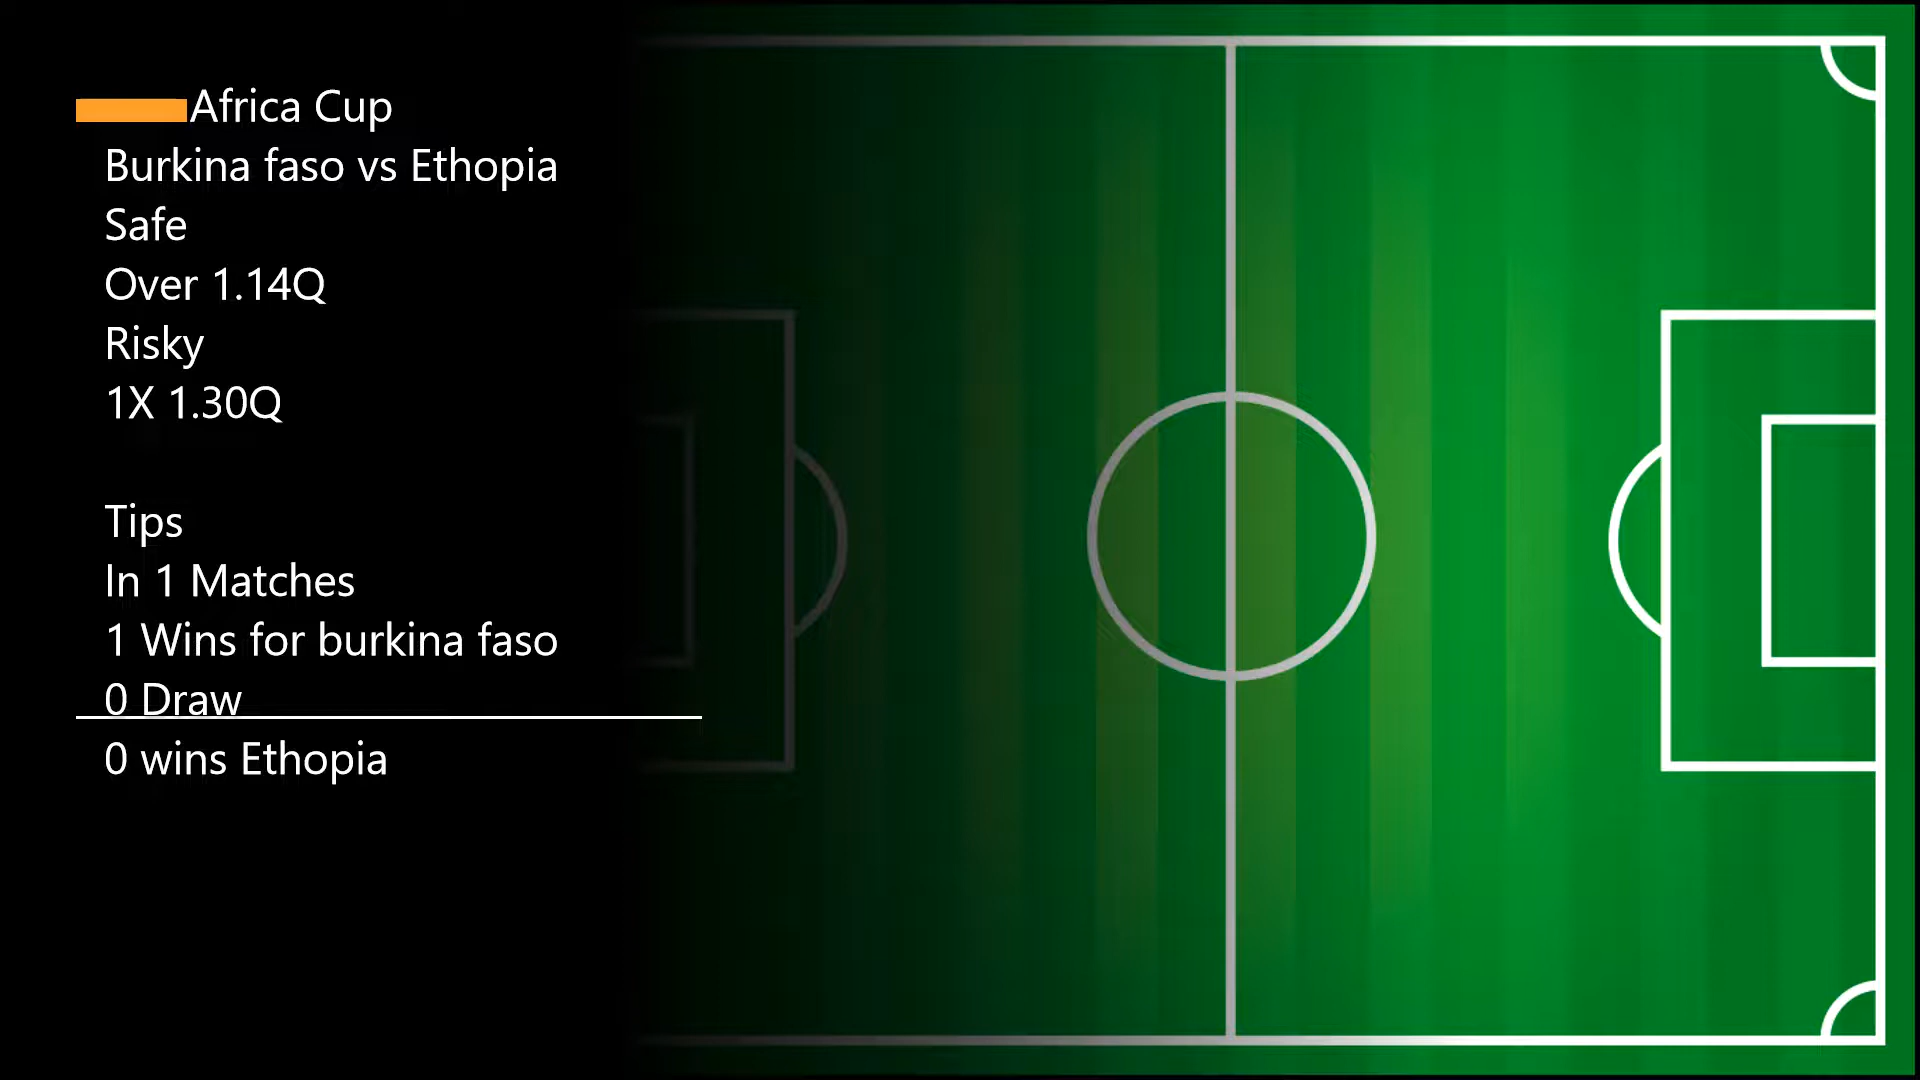 Africa Cup
Burkina faso vs Ethopia
Safe
Over 1.14Q
Risky
1X 1.30Q
Tips
In 1 Matches
1 Wins for burkina faso
0 Draw
0 wins Ethopia